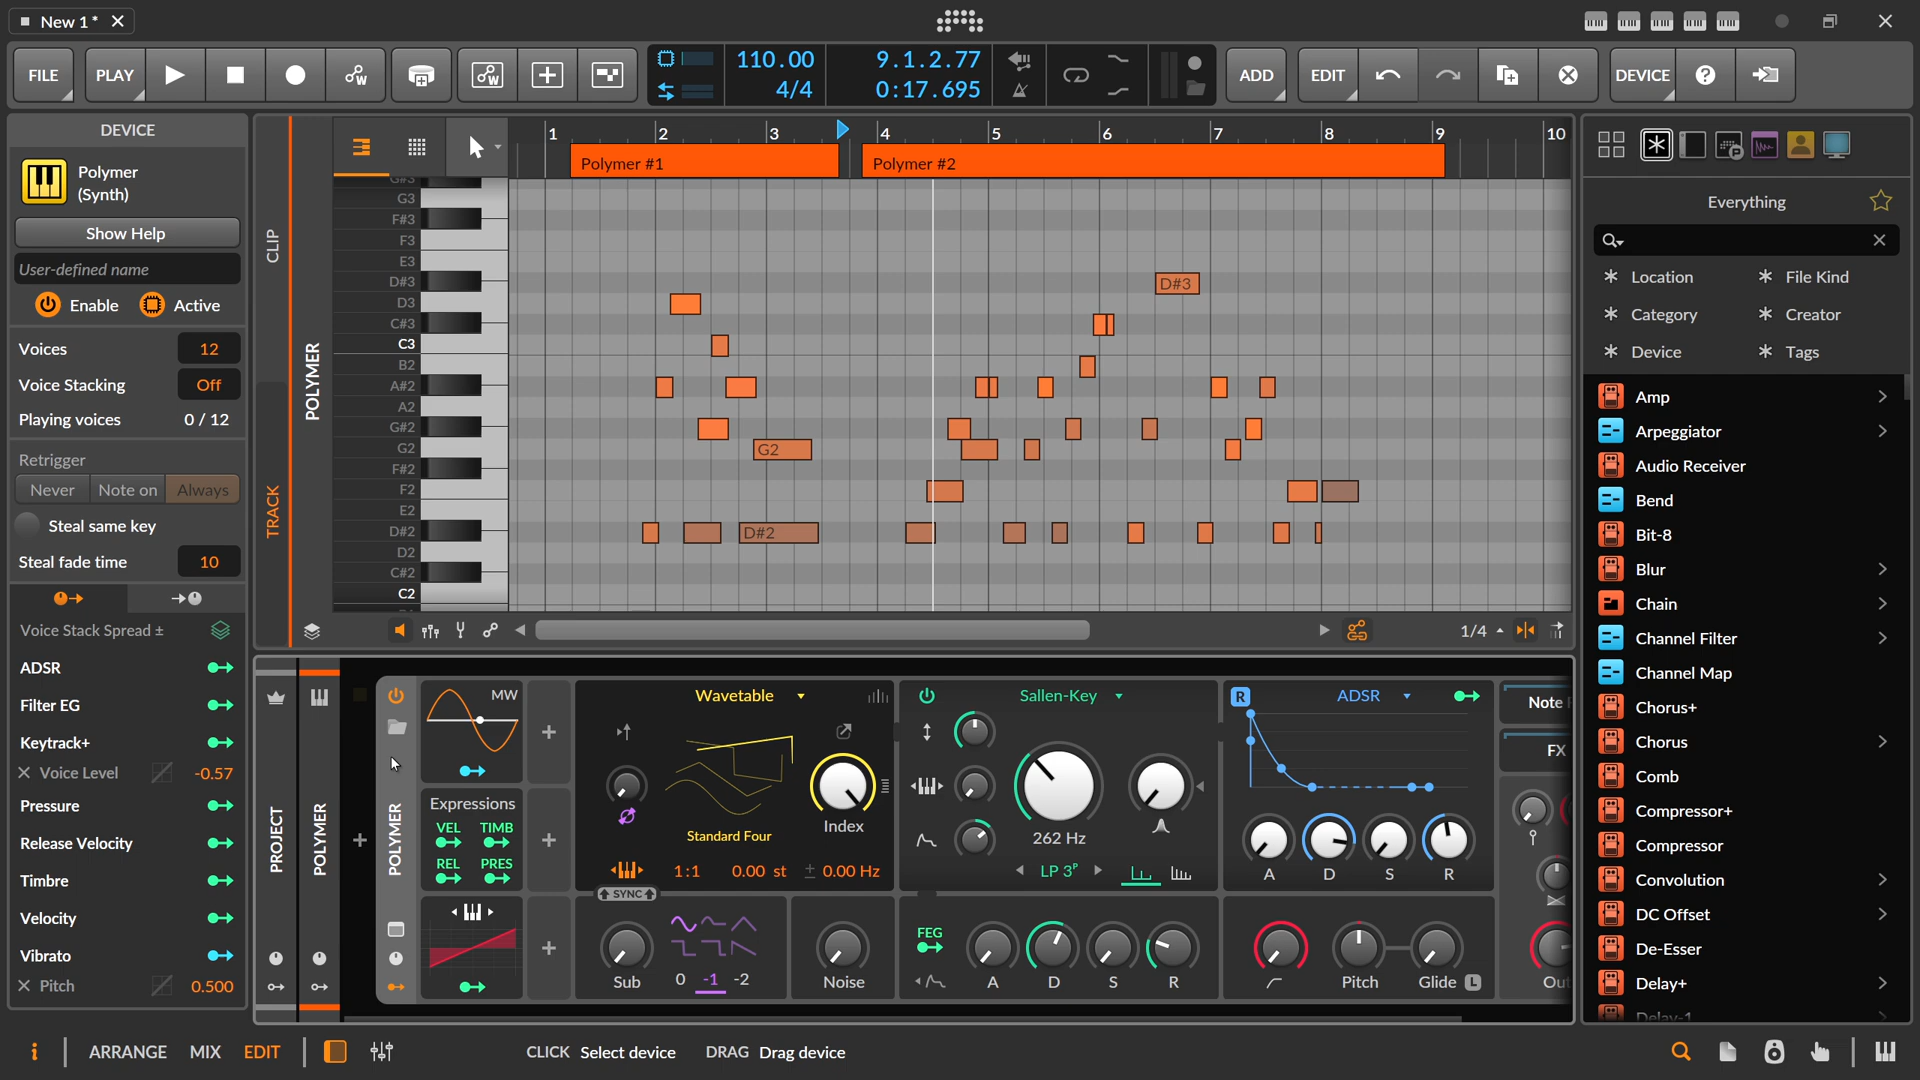 New 1*
FILE
PLAY
110.00
4/4
9.1.2.77
0:17.695
ADD
EDIT
DEVICE
DEVICE
Polymer
(Synth)
Show Help
User-defined name
Enable
Active
Voices
12
Voice Stacking
Off
Playing voices
0 / 12
Retrigger
Never
Note on
Always
Steal same key
Steal fade time
10
Voice Stack Spread ±
ADSR
Filter EG
Keytrack+
Voice Level
-0.57
Pressure
Release Velocity
Timbre
Velocity
Vibrato
Pitch
0.500
CLIP
TRACK
POLYMER
1 2 3 4 5 6 7 8 9 10
Polymer #1
Polymer #2
G#3
G3
F#3
F3
E3
D#3
D3
C#3
C3
B2
A#2
A2
G#2
G2
F#2
F2
E2
D#2
D2
C#2
C2
D#3
G2
D#2
1/4
PROJECT
POLYMER
POLYMER
MW
Expressions
VEL TIMB
REL PRES
Wavetable
Standard Four
Index
1:1 0.00 st ± 0.00 Hz
SYNC
Sub
0 -1 -2
Noise
Sallen-Key
262 Hz
LP 3ᴾ
FEG
A D S R
R
ADSR
A D S R
Pitch
Glide
L
Note
FX
Out
Everything
Location
File Kind
Category
Creator
Device
Tags
Amp
Arpeggiator
Audio Receiver
Bend
Bit-8
Blur
Chain
Channel Filter
Channel Map
Chorus+
Chorus
Comb
Compressor+
Compressor
Convolution
DC Offset
De-Esser
Delay+
Delay-1
ARRANGE
MIX
EDIT
CLICK Select device
DRAG Drag device